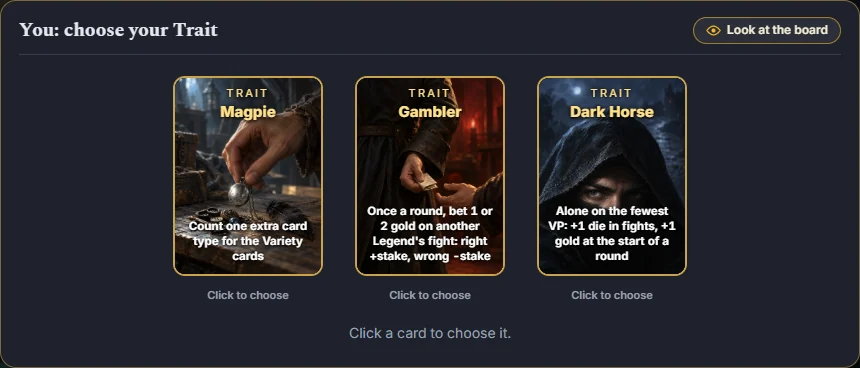 You: choose your Trait
Look at the board
TRAIT
Magpie
Count one extra card
type for the Variety
cards
Click to choose
TRAIT
Gambler
Once a round, bet 1 or
2 gold on another
Legend's fight: right
+stake, wrong -stake
Click to choose
TRAIT
Dark Horse
Alone on the fewest
VP: +1 die in fights, +1
gold at the start of a
round
Click to choose
Click a card to choose it.